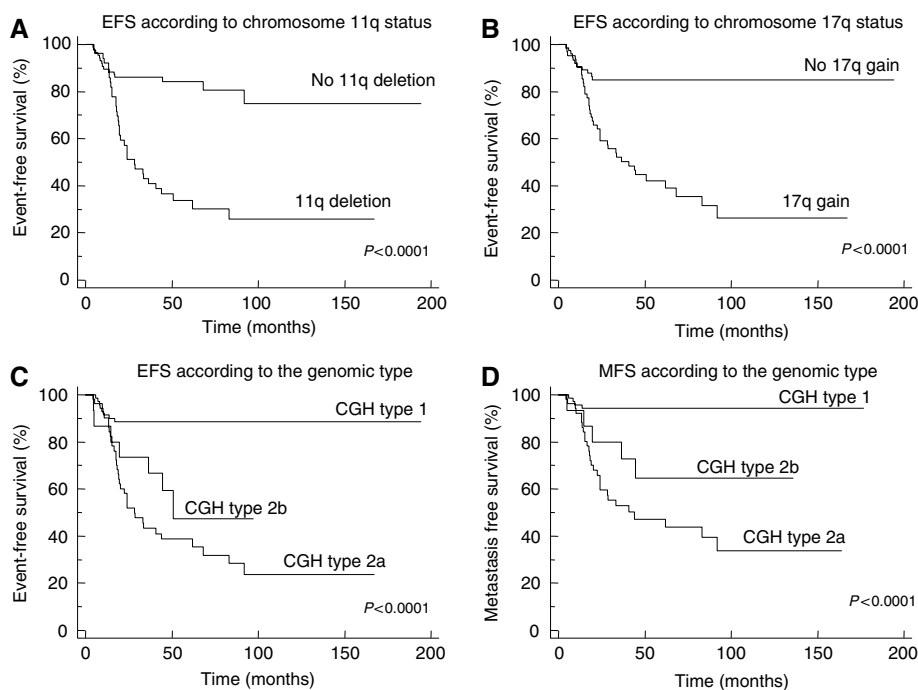 A
EFS according to chromosome 11q status
Event-free survival (%)
100
80
60
40
20
0
No 11q deletion
11q deletion
P<0.0001
0 50 100 150 200
Time (months)
B
EFS according to chromosome 17q status
Event-free survival (%)
100
80
60
40
20
0
No 17q gain
17q gain
P<0.0001
0 50 100 150 200
Time (months)
C
EFS according to the genomic type
Event-free survival (%)
100
80
60
40
20
0
CGH type 1
CGH type 2b
CGH type 2a
P<0.0001
0 50 100 150 200
Time (months)
D
MFS according to the genomic type
Metastasis free survival (%)
100
80
60
40
20
0
CGH type 1
CGH type 2b
CGH type 2a
P<0.0001
0 50 100 150 200
Time (months)